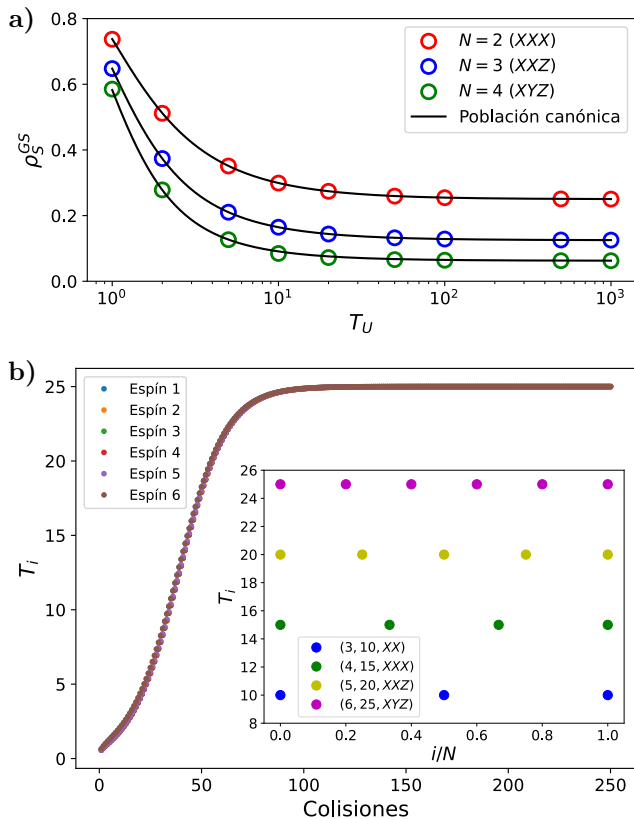 a)
0.8
0.6
0.4
0.2
0.0
ρ_S^{GS}
N = 2 (XXX)
N = 3 (XXZ)
N = 4 (XYZ)
Población canónica
10^0
10^1
10^2
10^3
T_U
b)
25
20
15
10
5
0
T_i
Espín 1
Espín 2
Espín 3
Espín 4
Espín 5
Espín 6
26
24
22
20
18
16
14
12
10
8
T_i
(3, 10, XX)
(4, 15, XXX)
(5, 20, XXZ)
(6, 25, XYZ)
0.0
0.2
0.4
0.6
0.8
1.0
i/N
0
50
100
150
200
250
Colisiones